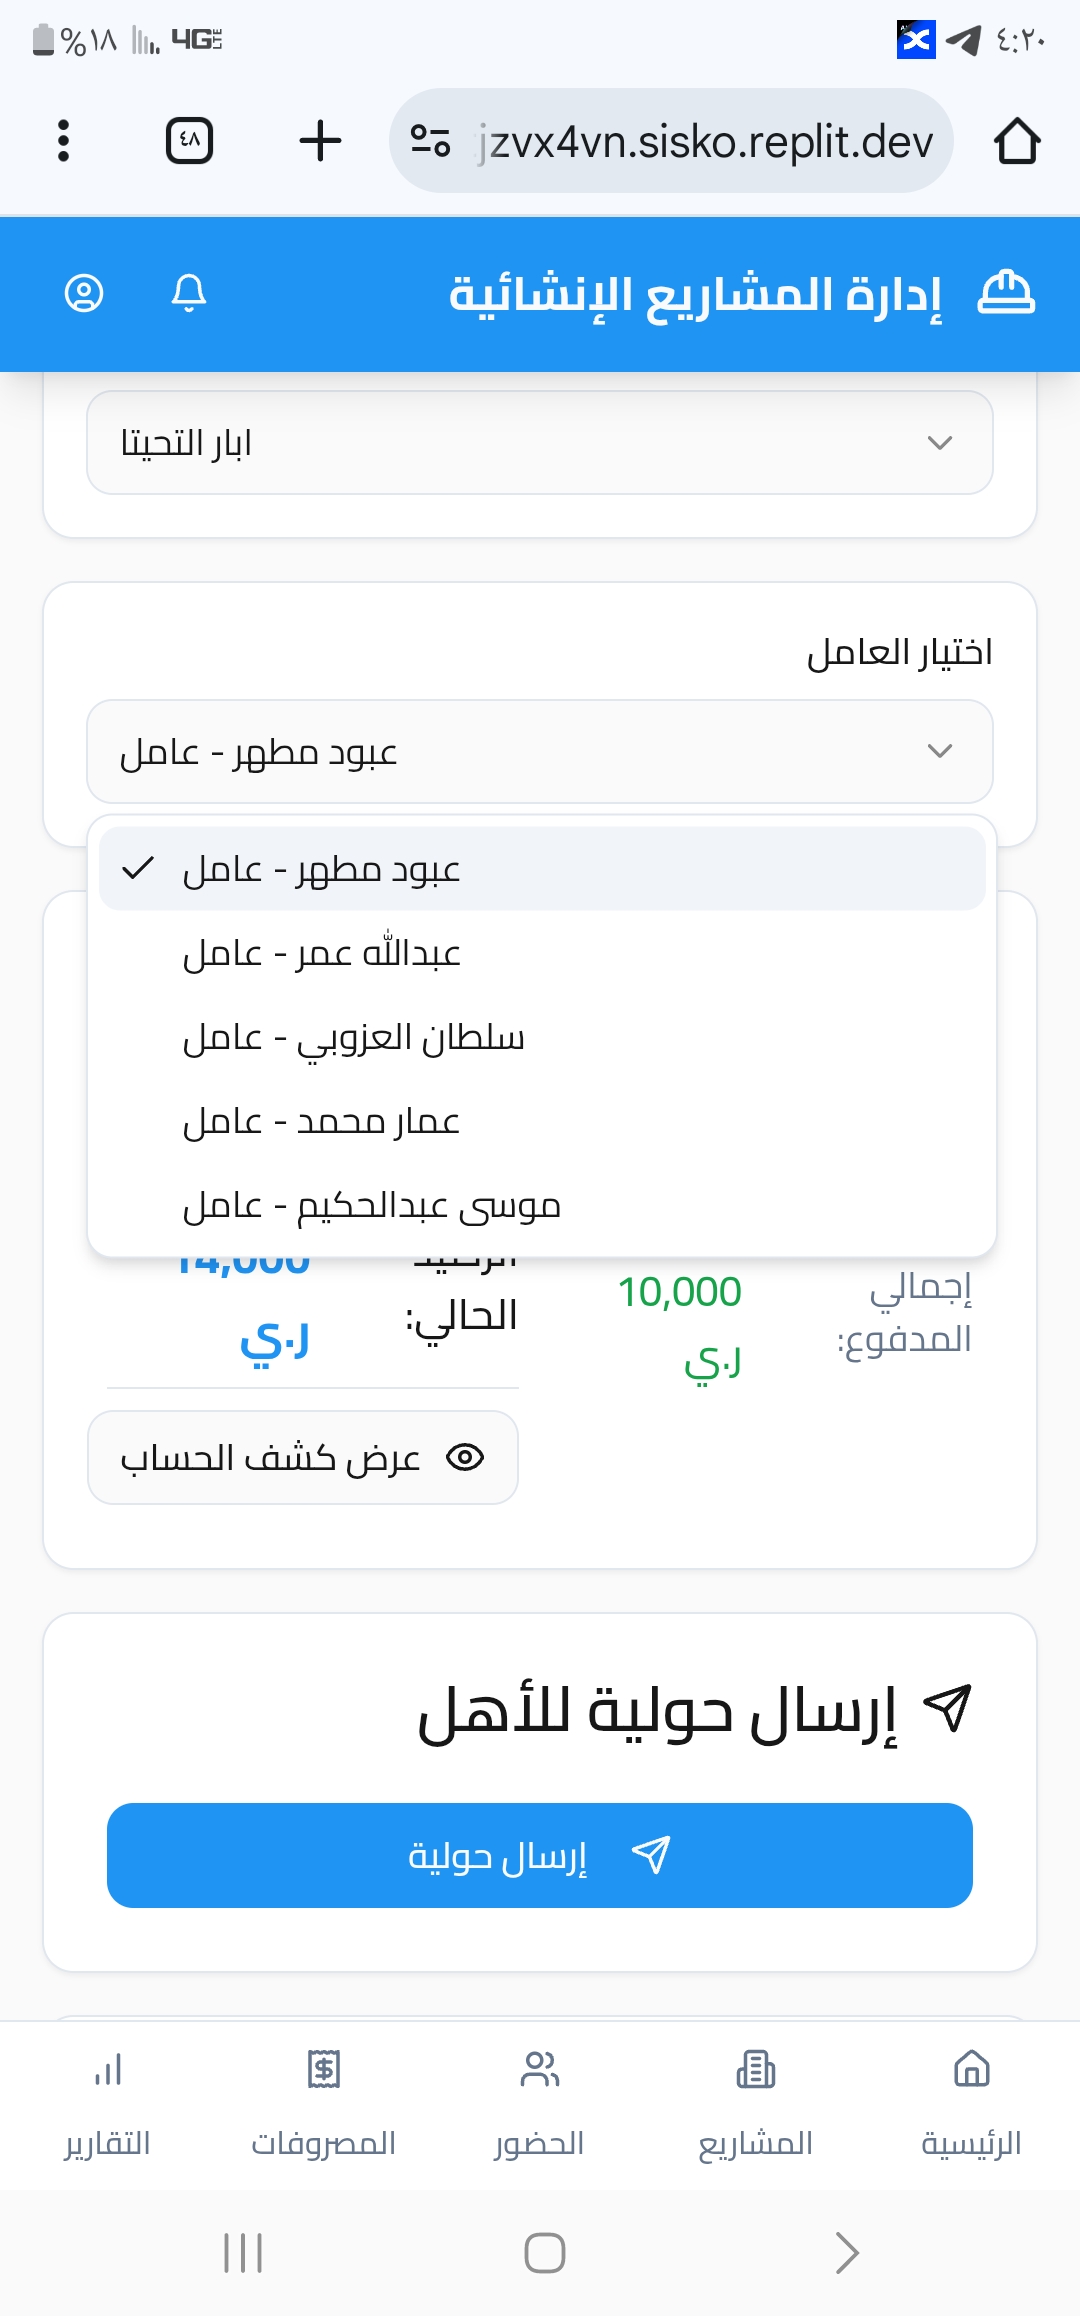 %١٨
4G LTE
٤:٢٠
٤٨
jzvx4vn.sisko.replit.dev
إدارة المشاريع الإنشائية
ابار التحيتا
اختيار العامل
عبود مطهر - عامل
عبود مطهر - عامل
عبدالله عمر - عامل
سلطان العزوبي - عامل
عمار محمد - عامل
موسى عبدالحكيم - عامل
إجمالي
المدفوع:
10,000
ر.ي
الرصيد
الحالي:
14,000
ر.ي
عرض كشف الحساب
إرسال حولية للأهل
إرسال حولية
الرئيسية
المشاريع
الحضور
المصروفات
التقارير